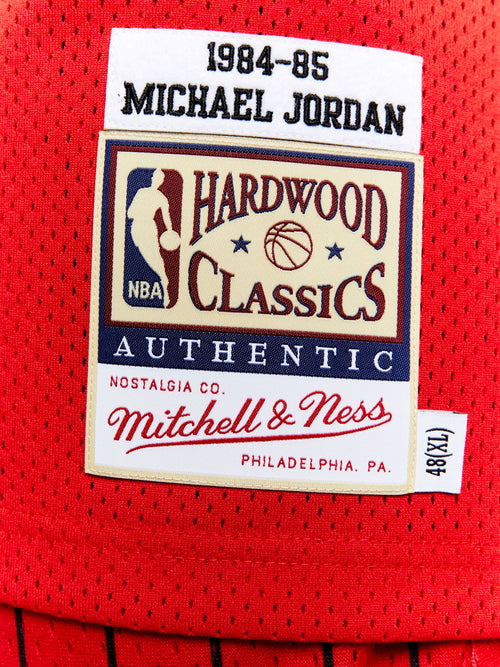 1984-85
MICHAEL JORDAN
HARDWOOD
NBA
CLASSICS
AUTHENTIC
NOSTALGIA CO.
Mitchell & Ness
PHILADELPHIA. PA.
48(XL)